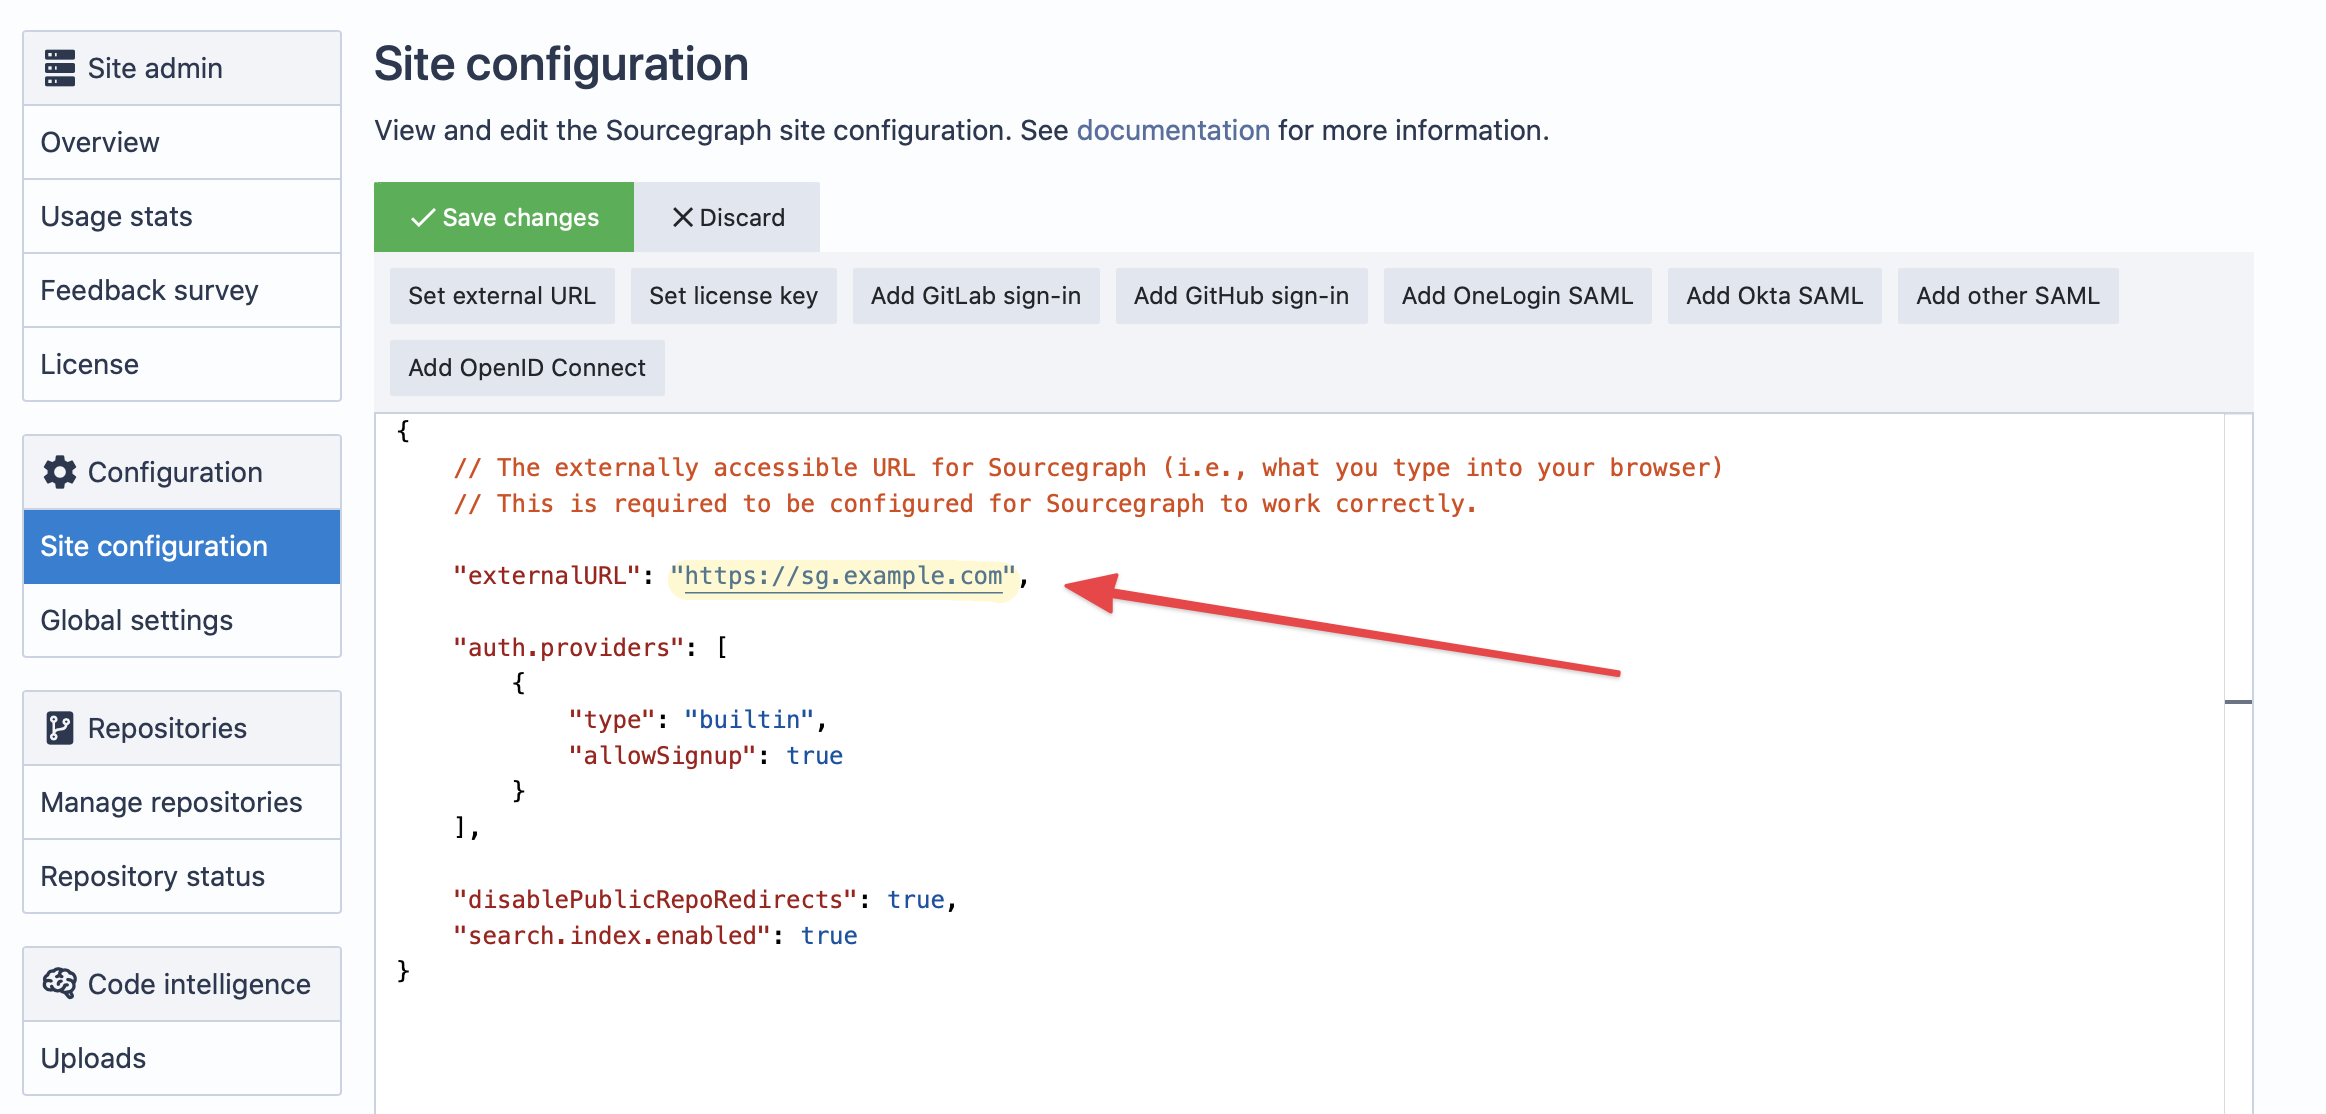 Site admin
Overview
Usage stats
Feedback survey
License
Configuration
Site configuration
Global settings
Repositories
Manage repositories
Repository status
Code intelligence
Uploads
Site configuration
View and edit the Sourcegraph site configuration. See documentation for more information.
Save changes
Discard
Set external URL
Set license key
Add GitLab sign-in
Add GitHub sign-in
Add OneLogin SAML
Add Okta SAML
Add other SAML
Add OpenID Connect
{
    // The externally accessible URL for Sourcegraph (i.e., what you type into your browser)
    // This is required to be configured for Sourcegraph to work correctly.
    "externalURL": "https://sg.example.com",
    "auth.providers": [
        {
            "type": "builtin",
            "allowSignup": true
        }
    ],
    "disablePublicRepoRedirects": true,
    "search.index.enabled": true
}